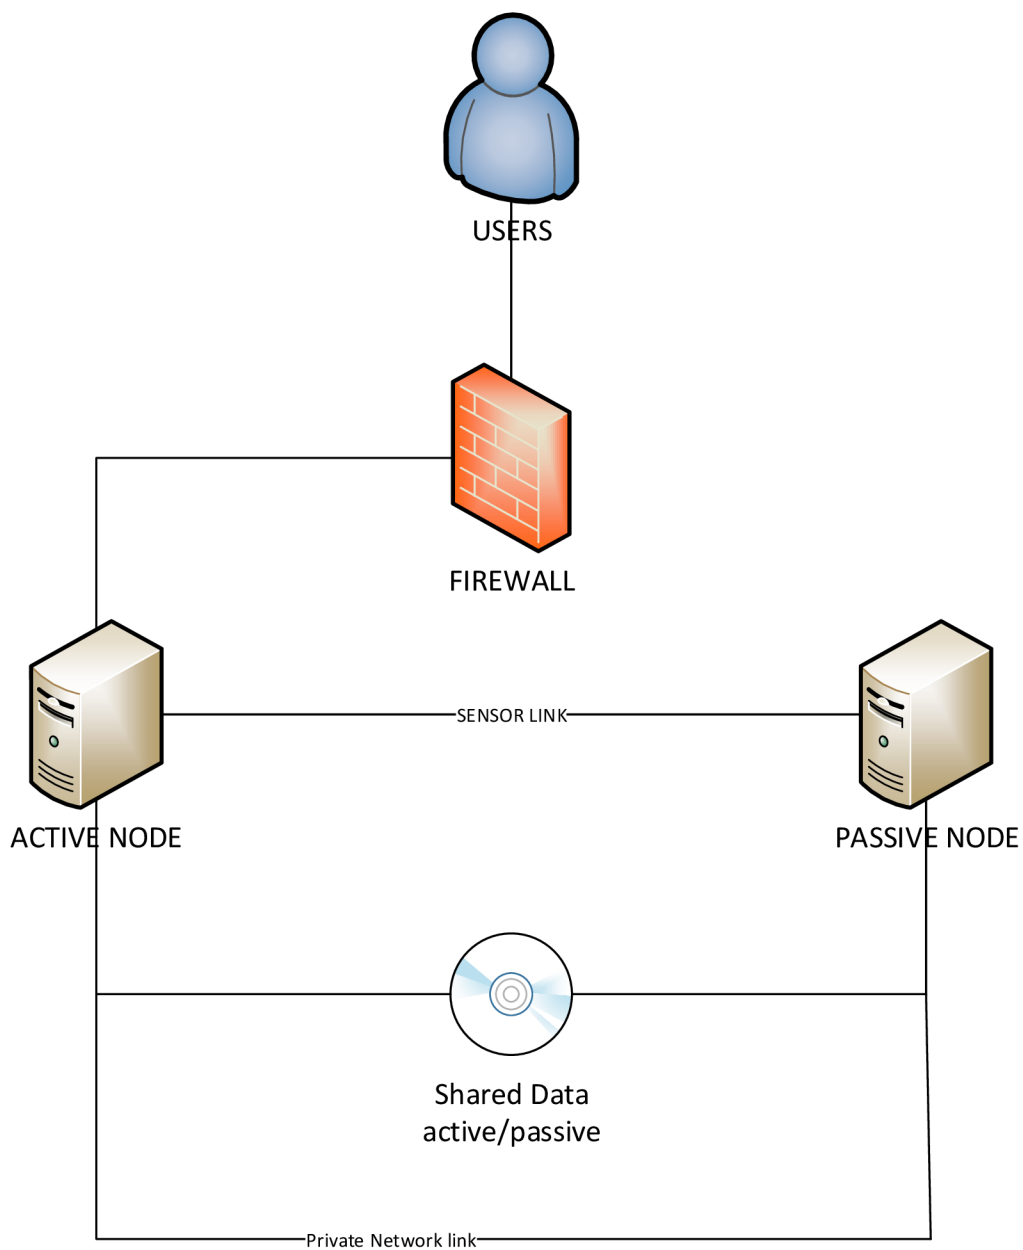 USERS
FIREWALL
SENSOR LINK
ACTIVE NODE
PASSIVE NODE
Shared Data
active/passive
Private Network link